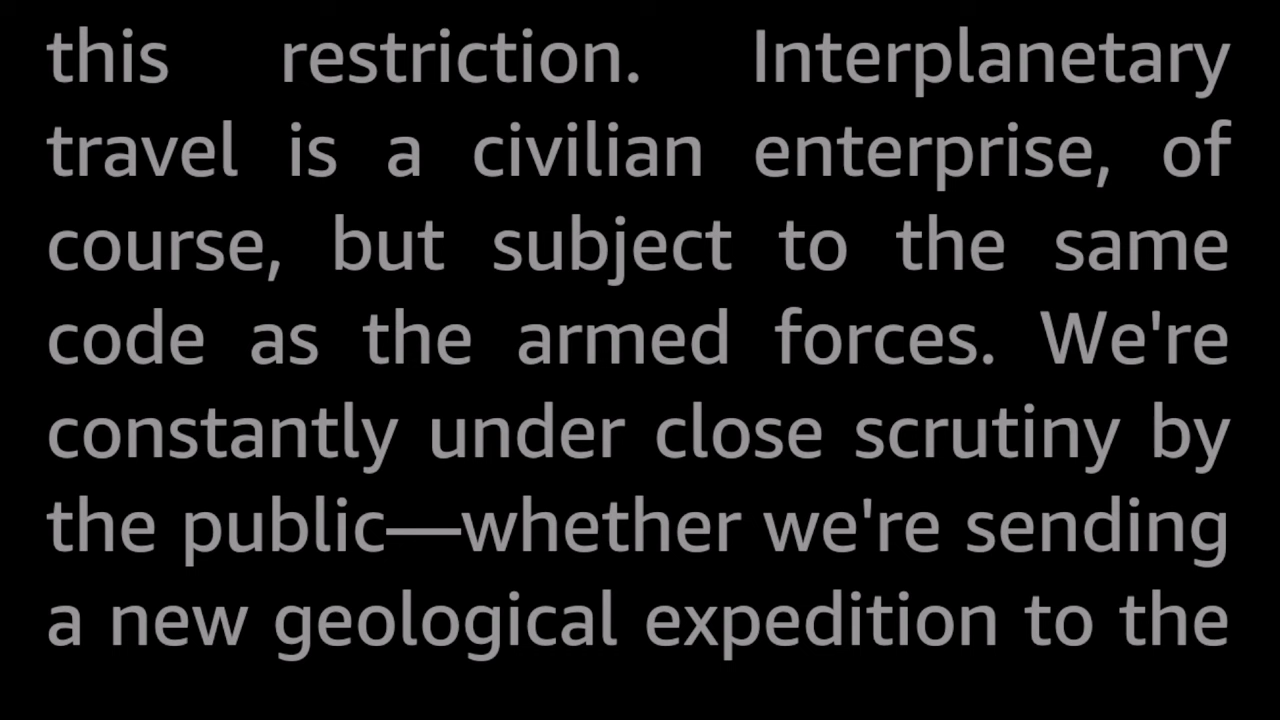 this restriction. Interplanetary
travel is a civilian enterprise, of
course, but subject to the same
code as the armed forces. We're
constantly under close scrutiny by
the public—whether we're sending
a new geological expedition to the